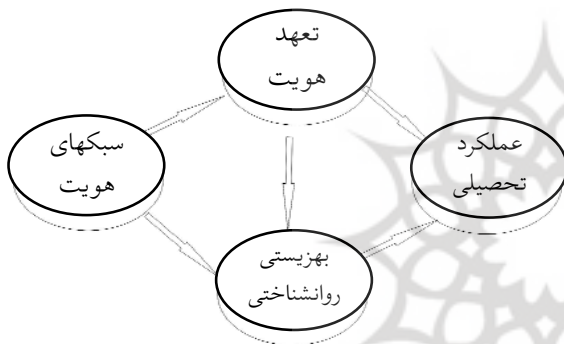 تعهد
هویت
سبکهای
هویت
عملکرد
تحصیلی
بهزیستی
روانشناختی